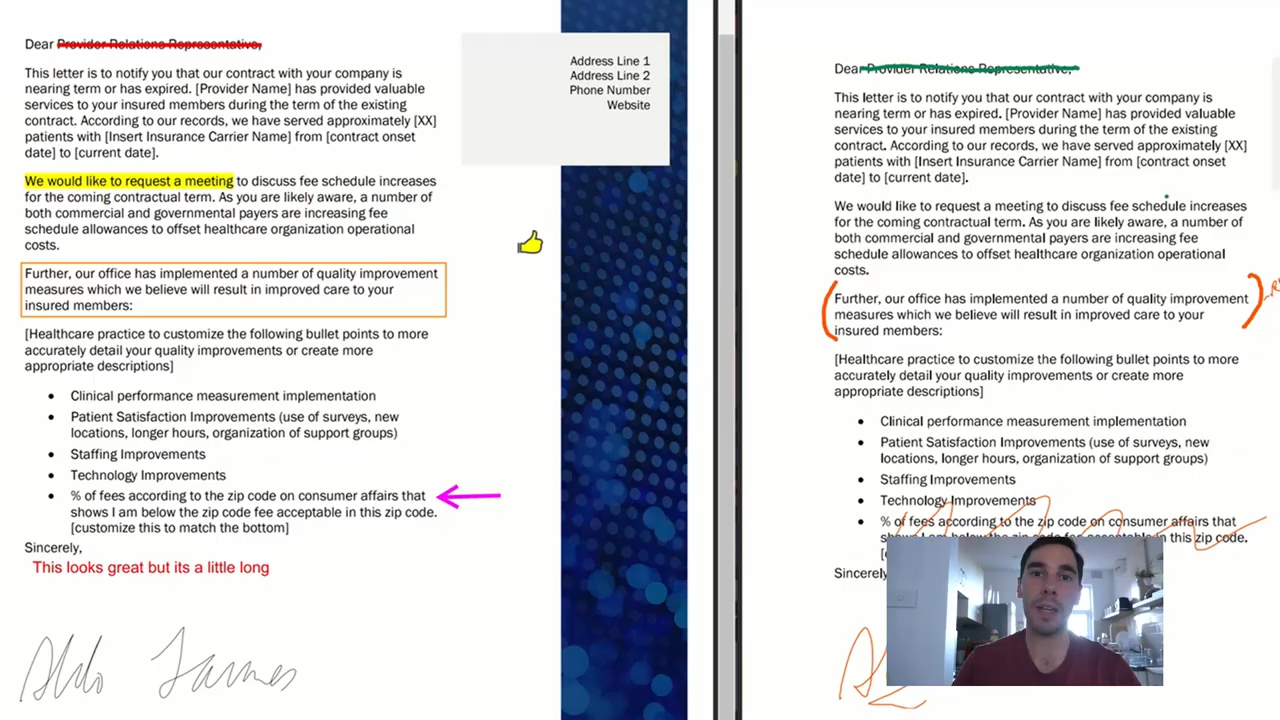 Dear Provider Relations Representative,
This letter is to notify you that our contract with your company is
nearing term or has expired. [Provider Name] has provided valuable
services to your insured members during the term of the existing
contract. According to our records, we have served approximately [XX]
patients with [Insert Insurance Carrier Name] from [contract onset
date] to [current date].
We would like to request a meeting to discuss fee schedule increases
for the coming contractual term. As you are likely aware, a number of
both commercial and governmental payers are increasing fee
schedule allowances to offset healthcare organization operational
costs.
Further, our office has implemented a number of quality improvement
measures which we believe will result in improved care to your
insured members:
[Healthcare practice to customize the following bullet points to more
accurately detail your quality improvements or create more
appropriate descriptions]
• Clinical performance measurement implementation
• Patient Satisfaction Improvements (use of surveys, new
locations, longer hours, organization of support groups)
• Staffing Improvements
• Technology Improvements
• % of fees according to the zip code on consumer affairs that
shows I am below the zip code fee acceptable in this zip code.
[customize this to match the bottom]
Sincerely,
This looks great but its a little long
Aldo James
Address Line 1
Address Line 2
Phone Number
Website
Dear Provider Relations Representative,
This letter is to notify you that our contract with your company is
nearing term or has expired. [Provider Name] has provided valuable
services to your insured members during the term of the existing
contract. According to our records, we have served approximately [XX]
patients with [Insert Insurance Carrier Name] from [contract onset
date] to [current date].
We would like to request a meeting to discuss fee schedule increases
for the coming contractual term. As you are likely aware, a number of
both commercial and governmental payers are increasing fee
schedule allowances to offset healthcare organization operational
costs.
Further, our office has implemented a number of quality improvement
measures which we believe will result in improved care to your
insured members:
[Healthcare practice to customize the following bullet points to more
accurately detail your quality improvements or create more
appropriate descriptions]
• Clinical performance measurement implementation
• Patient Satisfaction Improvements (use of surveys, new
locations, longer hours, organization of support groups)
• Staffing Improvements
• Technology Improvements
• % of fees according to the zip code on consumer affairs that
shows I am below the zip code fee acceptable in this zip code.
Sincerely